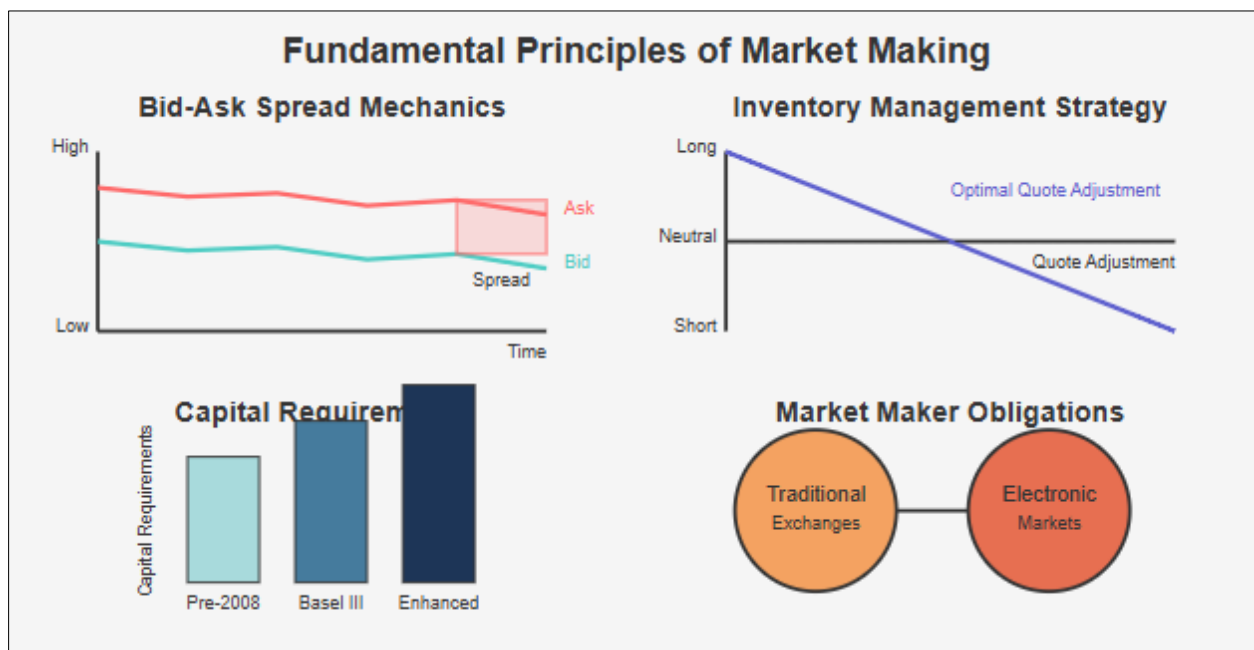 Fundamental Principles of Market Making
Bid-Ask Spread Mechanics
High
Ask
Bid
Spread
Low
Time
Inventory Management Strategy
Long
Optimal Quote Adjustment
Neutral
Quote Adjustment
Short
Capital Requirem
Capital Requirements
Pre-2008
Basel III
Enhanced
Market Maker Obligations
Traditional
Exchanges
Electronic
Markets